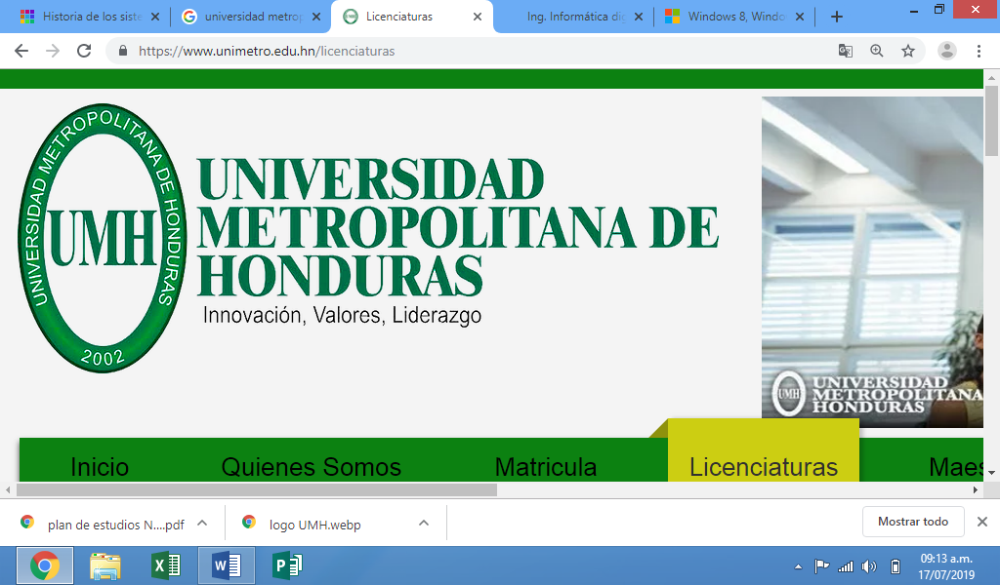 Historia de los siste
universidad metrop
Licenciaturas
Ing. Informática dig
Windows 8, Windo
https://www.unimetro.edu.hn/licenciaturas
UNIVERSIDAD METROPOLITANA DE HONDURAS
UMH
2002
UNIVERSIDAD
METROPOLITANA DE
HONDURAS
Innovación, Valores, Liderazgo
UMH
UNIVERSIDAD
METROPOLITANA
HONDURAS
Inicio
Quienes Somos
Matricula
Licenciaturas
Maes
plan de estudios N....pdf
logo UMH.webp
Mostrar todo
09:13 a.m.
17/07/2019